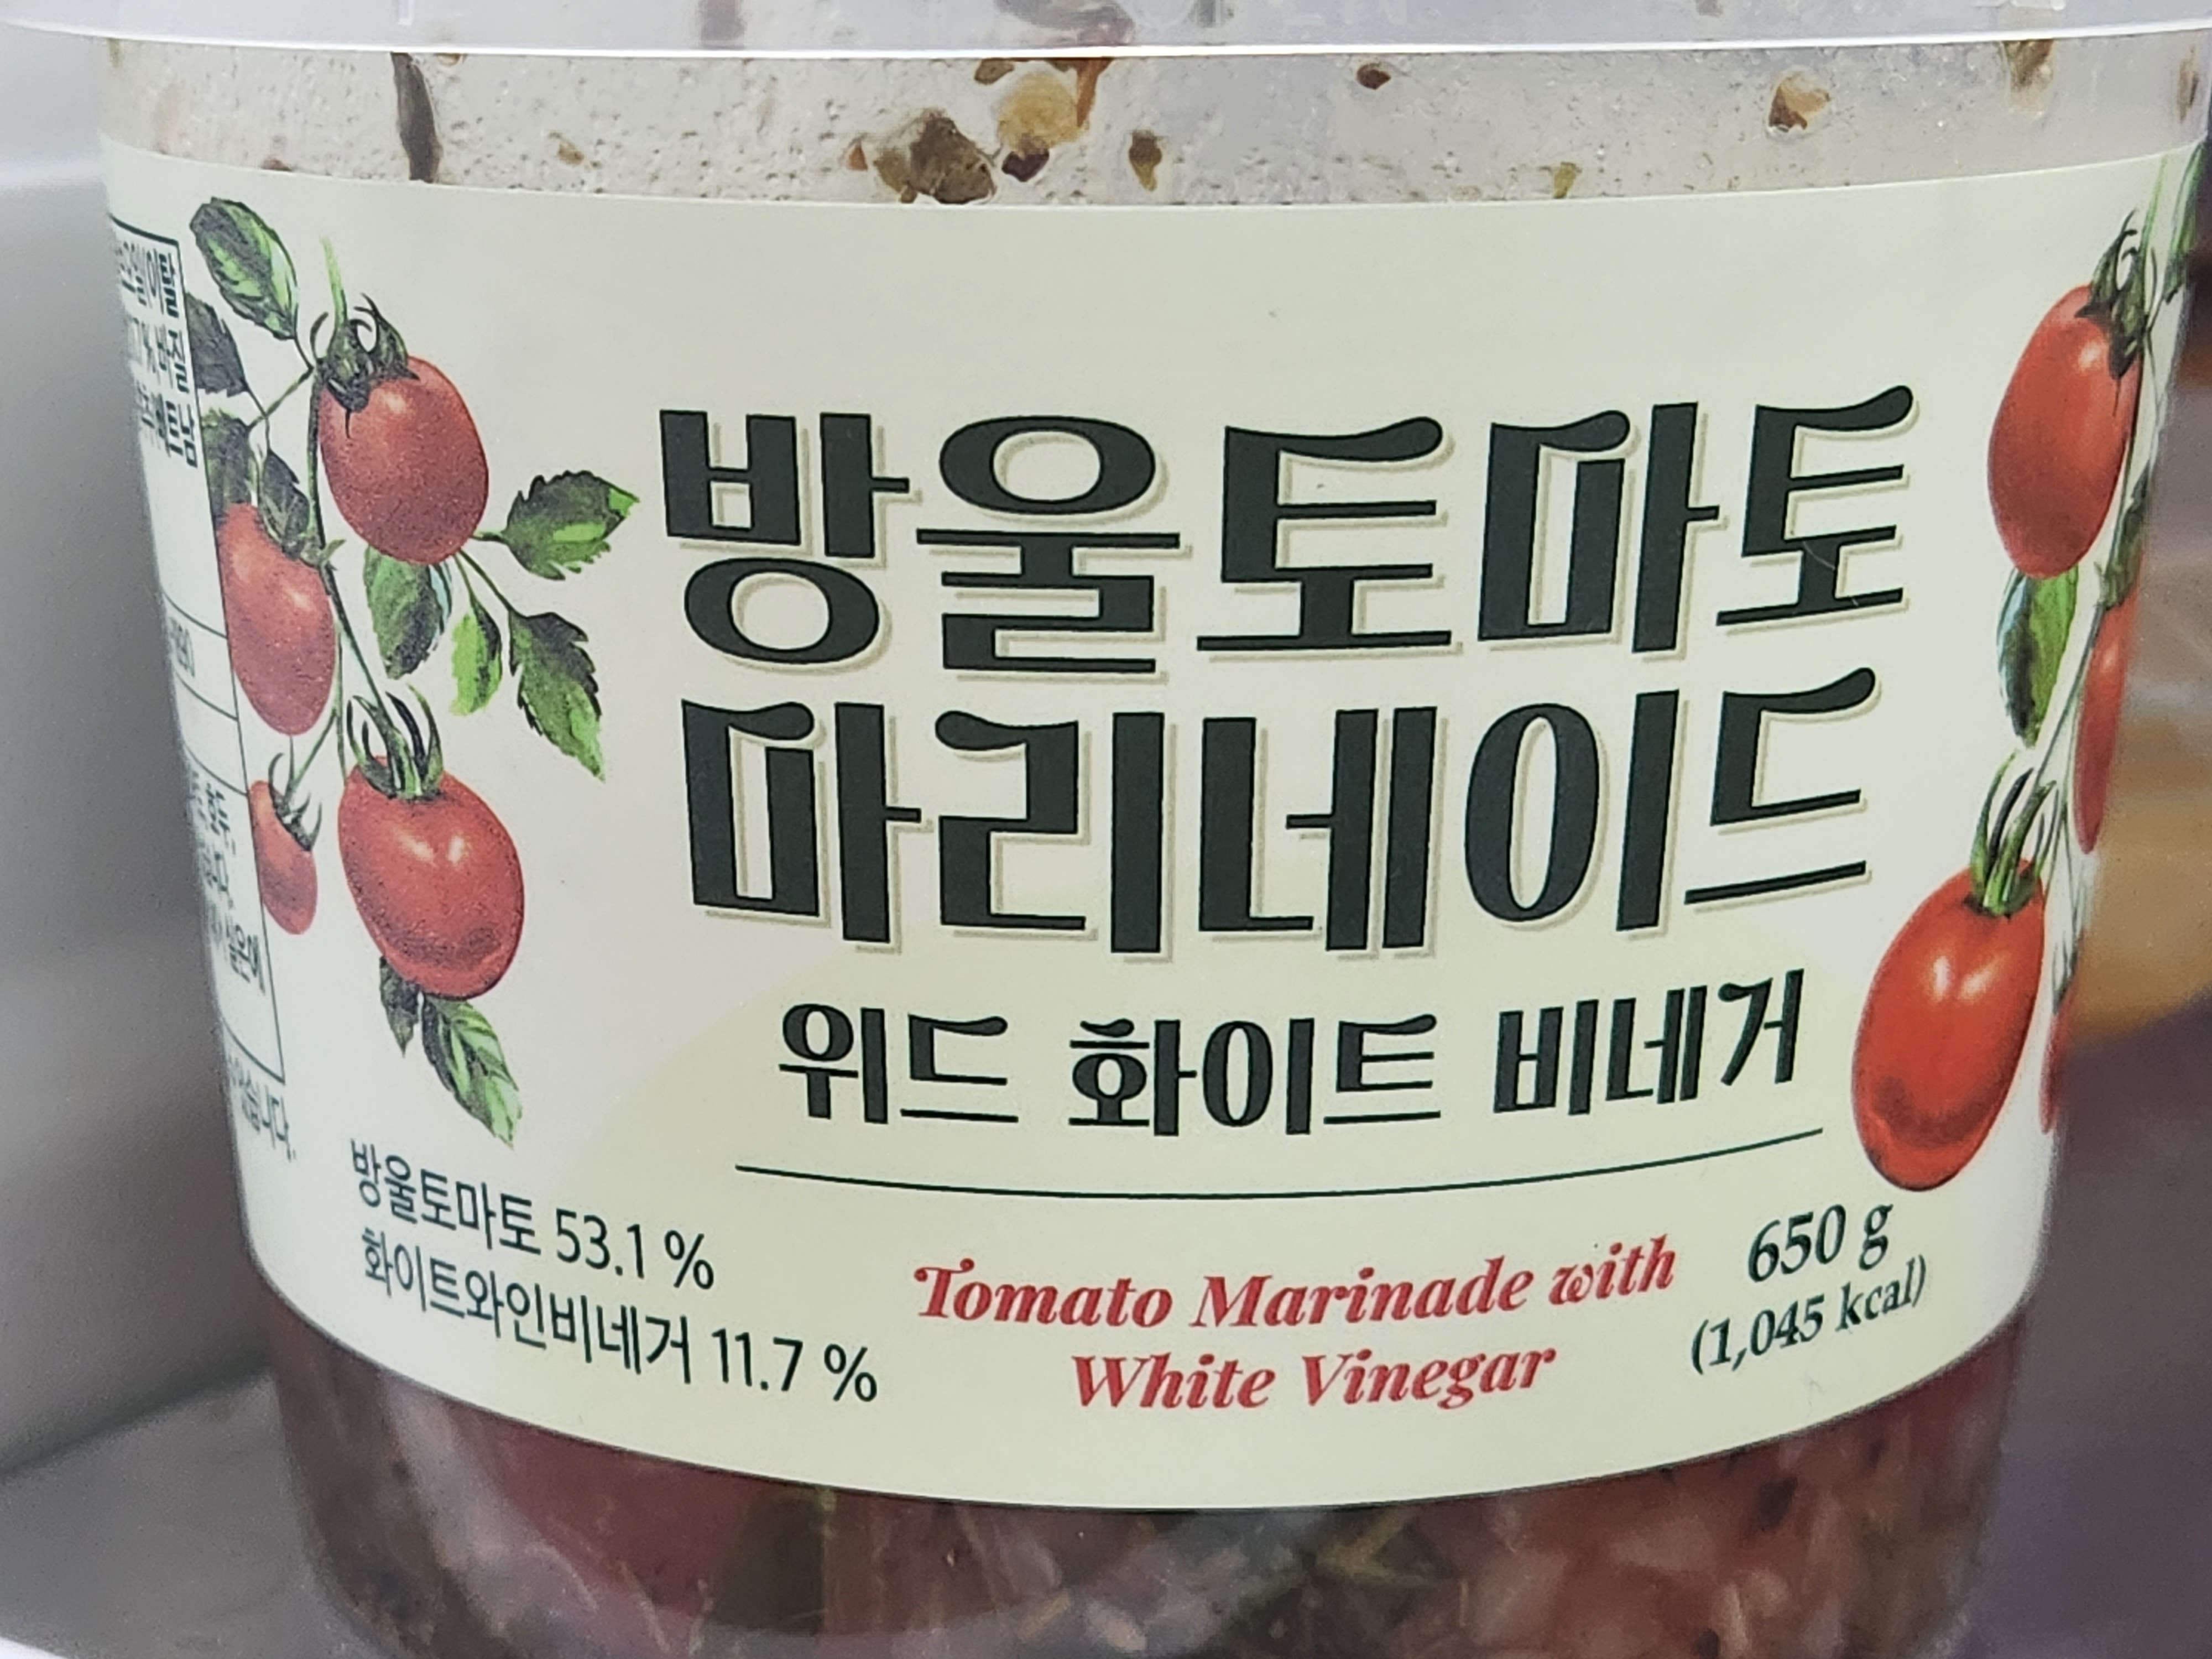 방울토마토
마리네이드
위드 화이트 비네거
방울토마토 53.1 %
화이트와인비네거 11.7 %
Tomato Marinade with
White Vinegar
650 g
(1,045 kcal)